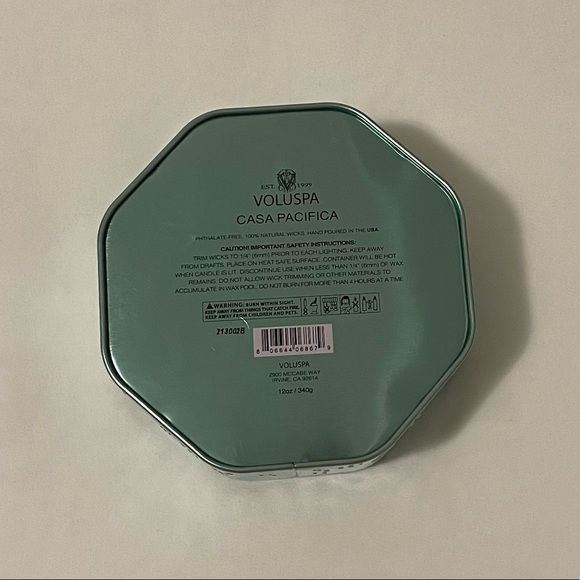 EST. 1999
VOLUSPA
CASA PACIFICA
PHTHALATE-FREE, 100% NATURAL WICKS, HAND POURED IN THE USA
CAUTION! IMPORTANT SAFETY INSTRUCTIONS:
TRIM WICKS TO 1/4" (6mm) PRIOR TO EACH LIGHTING. KEEP AWAY
FROM DRAFTS. PLACE ON HEAT SAFE SURFACE. CONTAINER WILL BE HOT
WHEN CANDLE IS LIT. DISCONTINUE USE WHEN LESS THAN 1/4" (6mm) OF WAX
REMAINS. DO NOT ALLOW WICK TRIMMING OR OTHER MATERIALS TO
ACCUMULATE IN WAX POOL. DO NOT BURN FOR MORE THAN 4 HOURS AT A TIME.
WARNING: BURN WITHIN SIGHT.
KEEP AWAY FROM THINGS THAT CATCH FIRE.
KEEP AWAY FROM CHILDREN AND PETS.
213002B
8 08644 06867 9
VOLUSPA
2900 MCCABE WAY
IRVINE, CA 92614
12oz / 340g